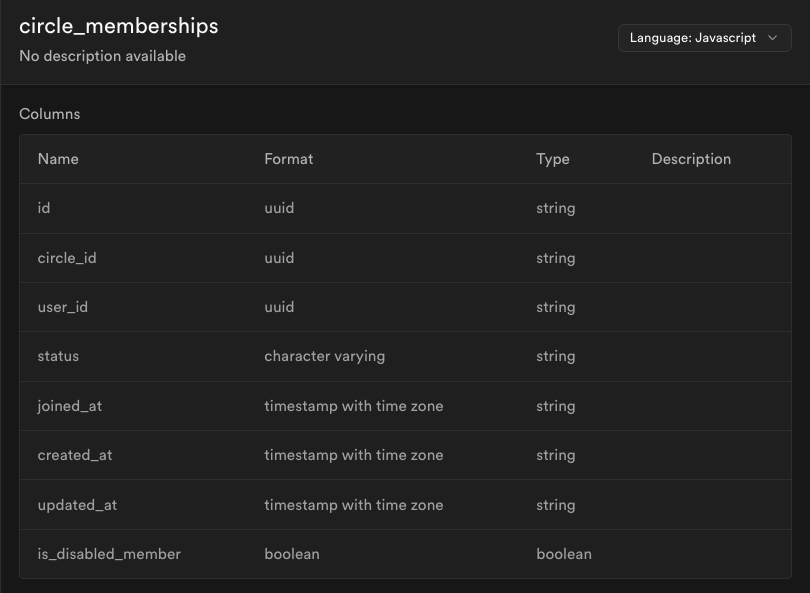 circle_memberships
No description available
Language: Javascript
Columns
Name Format Type Description
id uuid string
circle_id uuid string
user_id uuid string
status character varying string
joined_at timestamp with time zone string
created_at timestamp with time zone string
updated_at timestamp with time zone string
is_disabled_member boolean boolean